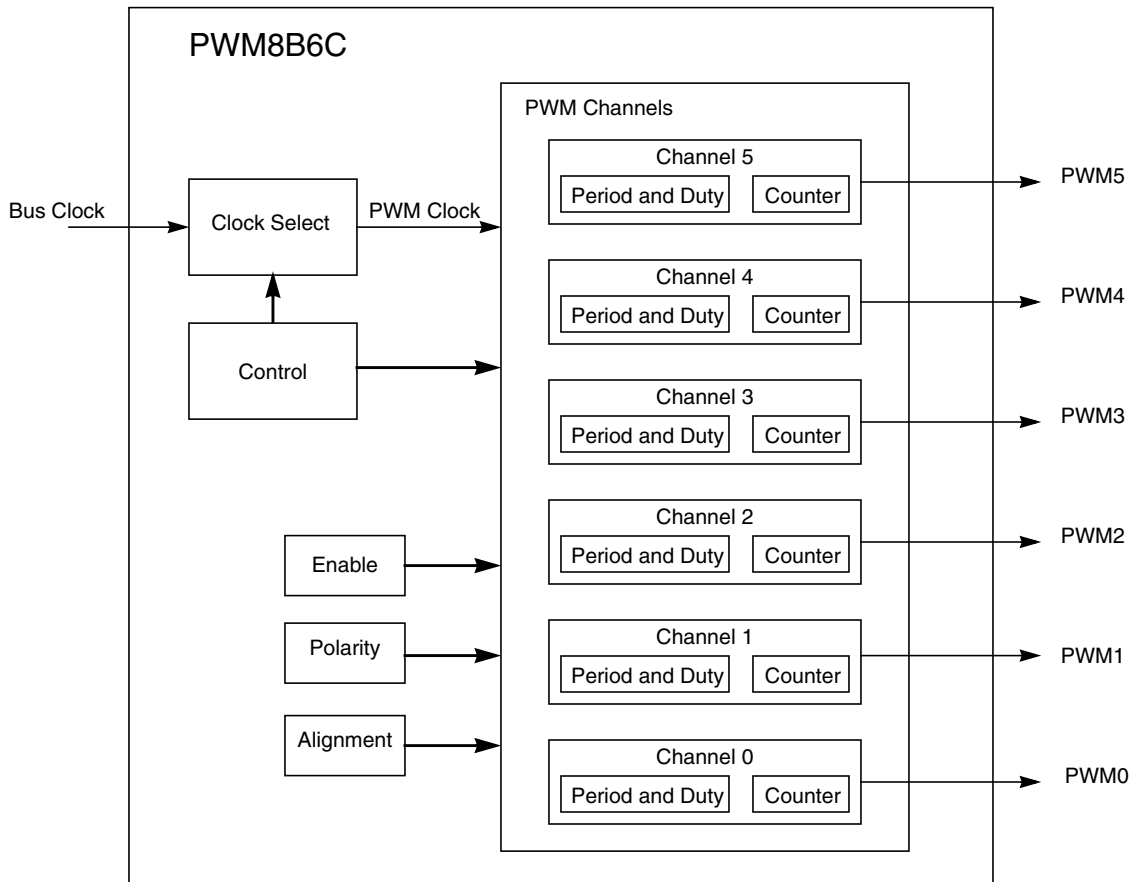 PWM8B6C
PWM Channels
Channel 5
Period and Duty Counter
PWM5
Bus Clock
Clock Select
PWM Clock
Channel 4
Period and Duty Counter
PWM4
Control
Channel 3
Period and Duty Counter
PWM3
Channel 2
Period and Duty Counter
PWM2
Enable
Channel 1
Period and Duty Counter
PWM1
Polarity
Alignment
Channel 0
Period and Duty Counter
PWM0